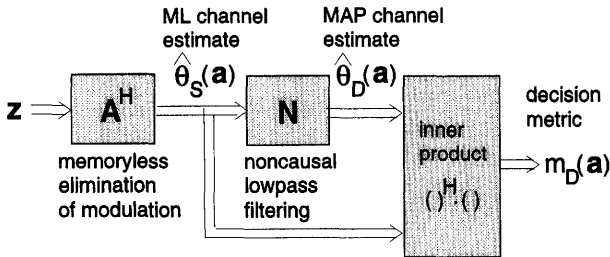 ML channel
estimate
θ̂_S(a)
MAP channel
estimate
θ̂_D(a)
z
A^H
N
memoryless
elimination
of modulation
noncausal
lowpass
filtering
inner
product
( )^H·( )
decision
metric
m_D(a)